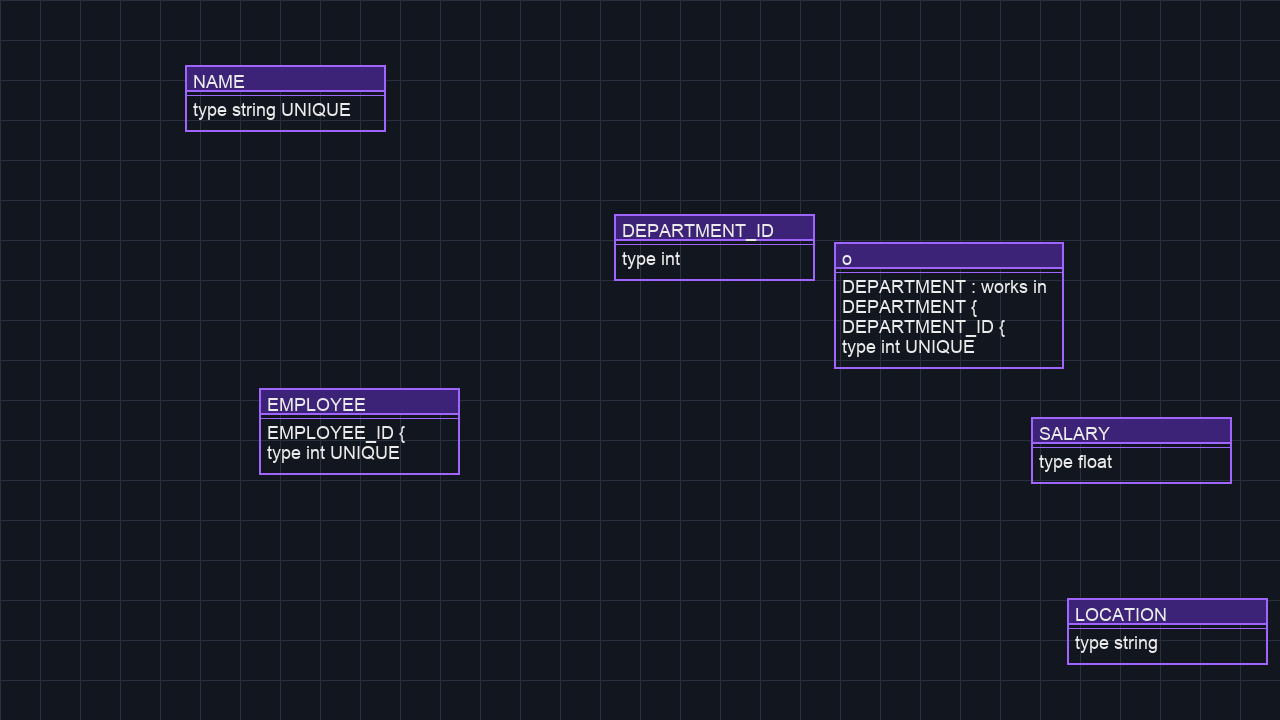 NAME
type string UNIQUE
DEPARTMENT_ID
type int
o
DEPARTMENT : works in
DEPARTMENT {
DEPARTMENT_ID {
type int UNIQUE
EMPLOYEE
EMPLOYEE_ID {
type int UNIQUE
SALARY
type float
LOCATION
type string